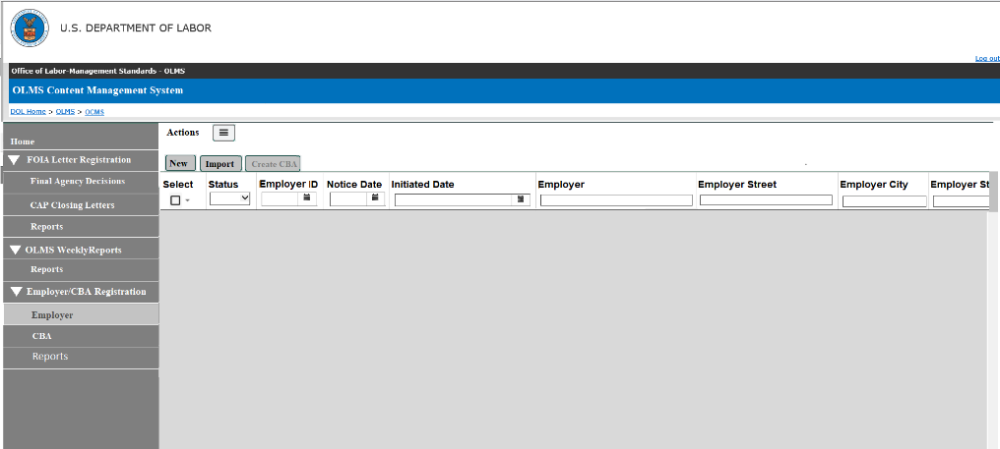 U.S. DEPARTMENT OF LABOR
Log out
Office of Labor-Management Standards - OLMS
OLMS Content Management System
DOL Home > OLMS > OCMS
Home
FOIA Letter Registration
Final Agency Decisions
CAP Closing Letters
Reports
OLMS WeeklyReports
Reports
Employer/CBA Registration
Employer
CBA
Reports
Actions
New Import Create CBA
Select Status Employer ID Notice Date Initiated Date Employer Employer Street Employer City Employer St